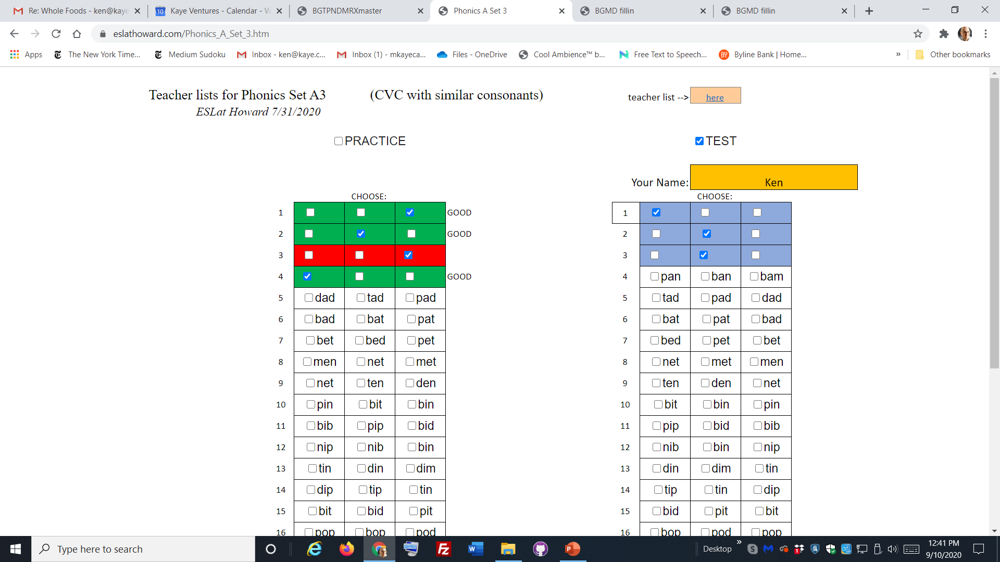 Re: Whole Foods - ken@kaye
Kaye Ventures - Calendar - W
BGTPNDMRXmaster
Phonics A Set 3
BGMD fillin
BGMD fillin
eslathoward.com/Phonics_A_Set_3.htm
Apps
The New York Time...
Medium Sudoku
Inbox - ken@kaye.c...
Inbox (1) - mkayeca...
Files - OneDrive
Cool Ambience™ b...
Free Text to Speech...
Byline Bank | Home...
»
Other bookmarks
Teacher lists for Phonics Set A3 (CVC with similar consonants)
teacher list --> here
ESLat Howard 7/31/2020
PRACTICE
TEST
Your Name: Ken
CHOOSE:
CHOOSE:
1 GOOD 1
2 GOOD 2
3 3
4 GOOD 4 pan ban bam
5 dad tad pad 5 tad pad dad
6 bad bat pat 6 bat pat bad
7 bet bed pet 7 bed pet bet
8 men net met 8 net met men
9 net ten den 9 ten den net
10 pin bit bin 10 bit bin pin
11 bib pip bid 11 pip bid bib
12 nip nib bin 12 nib bin nip
13 tin din dim 13 din dim tin
14 dip tip tin 14 tip tin dip
15 bit bid pit 15 bid pit bit
16 pop bop pod 16 bop pod pop
Type here to search
Desktop
»
12:41 PM
9/10/2020